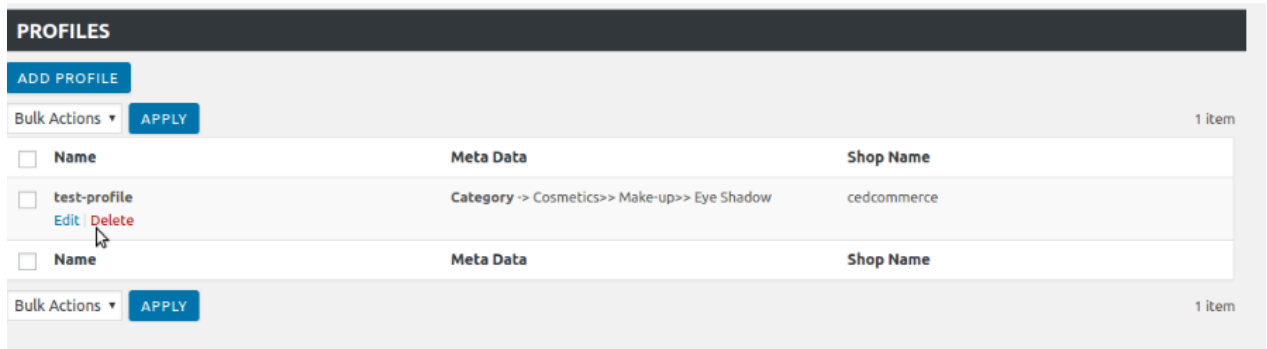 PROFILES
ADD PROFILE
Bulk Actions ▾ APPLY 1 item
Name Meta Data Shop Name
test-profile Category -> Cosmetics>> Make-up>> Eye Shadow cedcommerce
Edit | Delete
Name Meta Data Shop Name
Bulk Actions ▾ APPLY 1 item